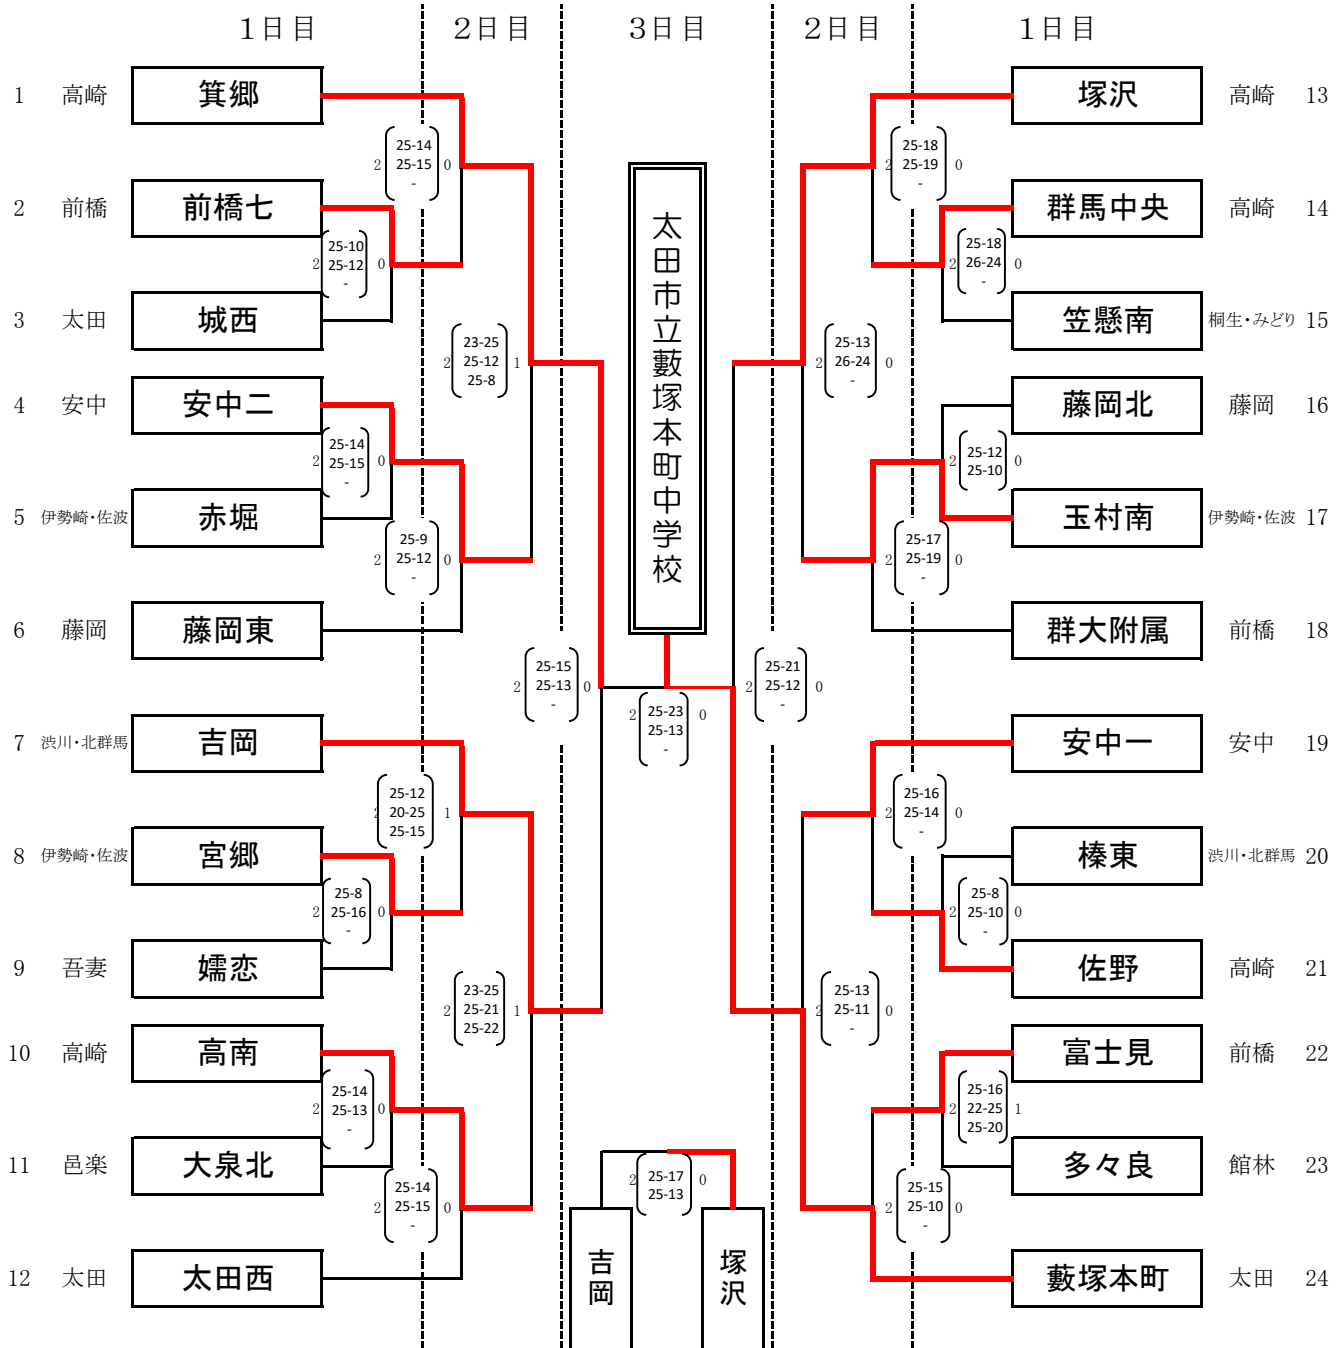 1日目 2日目 3日目 2日目 1日目
1 高崎 箕郷
2 前橋 前橋七
3 太田 城西
4 安中 安中二
5 伊勢崎・佐波 赤堀
6 藤岡 藤岡東
7 渋川・北群馬 吉岡
8 伊勢崎・佐波 宮郷
9 吾妻 嬬恋
10 高崎 高南
11 邑楽 大泉北
12 太田 太田西
2 25-14 0
25-15
-
2 25-10 0
25-12
-
2 23-25 1
25-12
25-8
2 25-14 0
25-15
-
2 25-9 0
25-12
-
2 25-15 0
25-13
-
2 25-12 1
20-25
25-15
2 25-8 0
25-16
-
2 23-25 1
25-21
25-22
2 25-14 0
25-13
-
2 25-14 0
25-15
-
太田市立藪塚本町中学校
2 25-23 0
25-13
-
2 25-17 0
25-13
吉岡
塚沢
2 25-18 0
25-19
-
2 25-18 0
26-24
-
2 25-13 0
26-24
-
2 25-12 0
25-10
2 25-17 0
25-19
-
2 25-21 0
25-12
-
2 25-16 0
25-14
-
2 25-8 0
25-10
-
2 25-13 0
25-11
-
2 25-16 1
22-25
25-20
2 25-15 0
25-10
-
塚沢 高崎 13
群馬中央 高崎 14
笠懸南 桐生・みどり 15
藤岡北 藤岡 16
玉村南 伊勢崎・佐波 17
群大附属 前橋 18
安中一 安中 19
榛東 渋川・北群馬 20
佐野 高崎 21
富士見 前橋 22
多々良 館林 23
藪塚本町 太田 24